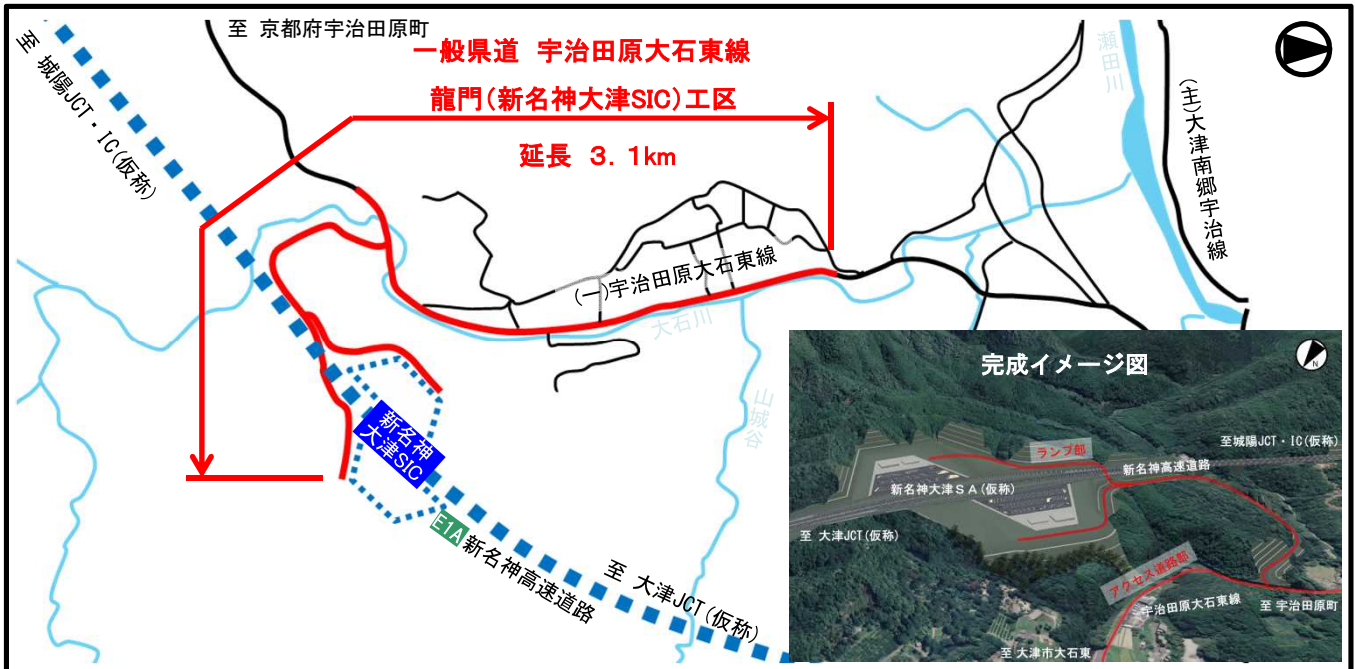 至 京都府宇治田原町
至 城陽JCT・IC(仮称)
一般県道 宇治田原大石東線
龍門(新名神大津SIC)工区
延長 3.1km
瀬田川
(主)大津南郷宇治線
(一)宇治田原大石東線
大石川
山城谷
新名神
大津SIC
E1A 新名神高速道路
至 大津JCT(仮称)
完成イメージ図
N
ランプ部
至城陽JCT・IC(仮称)
新名神高速道路
新名神大津SA(仮称)
至 大津JCT(仮称)
アクセス道路部
宇治田原大石東線
至 宇治田原町
至 大津市大石東